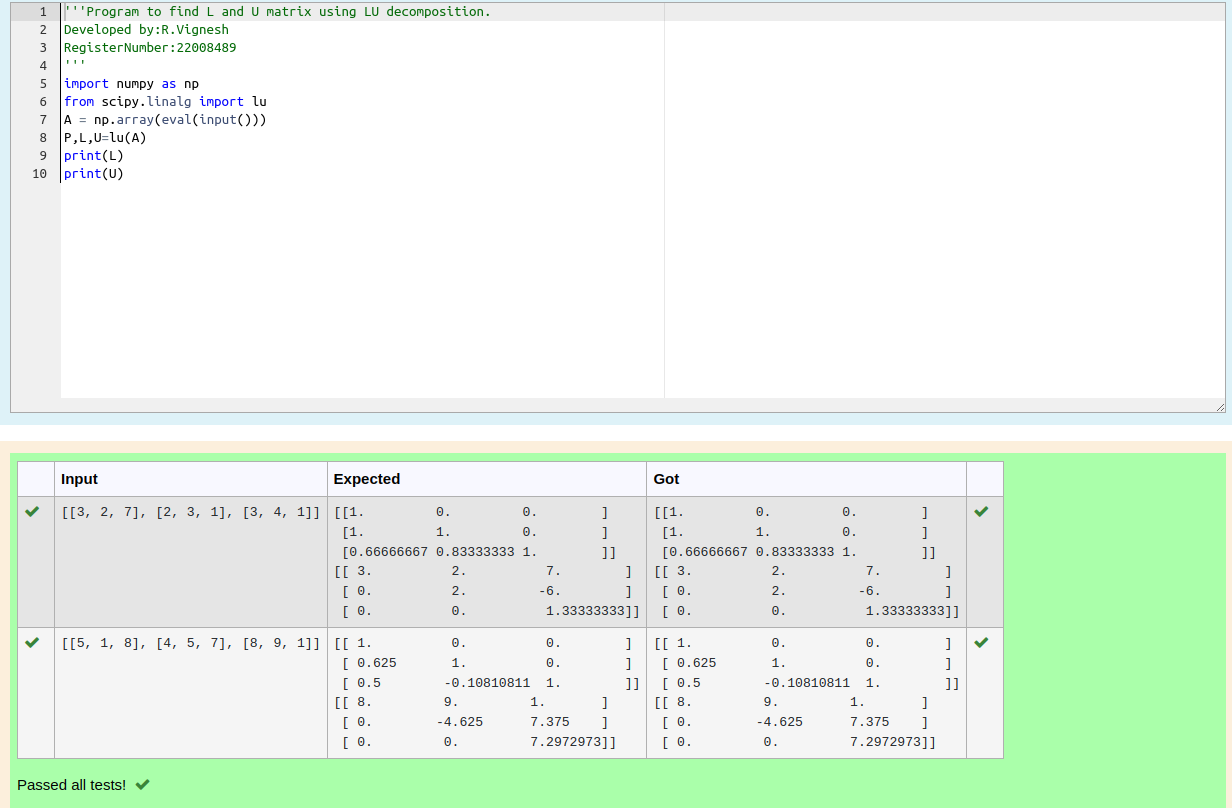 1 '''Program to find L and U matrix using LU decomposition.
2 Developed by:R.Vignesh
3 RegisterNumber:22008489
4 '''
5 import numpy as np
6 from scipy.linalg import lu
7 A = np.array(eval(input()))
8 P,L,U=lu(A)
9 print(L)
10 print(U)
Input Expected Got
[[3, 2, 7], [2, 3, 1], [3, 4, 1]] [[1. 0. 0. ] [[1. 0. 0. ]
[1. 1. 0. ] [1. 1. 0. ]
[0.66666667 0.83333333 1. ]] [0.66666667 0.83333333 1. ]]
[[ 3. 2. 7. ] [[ 3. 2. 7. ]
[ 0. 2. -6. ] [ 0. 2. -6. ]
[ 0. 0. 1.33333333]] [ 0. 0. 1.33333333]]
[[5, 1, 8], [4, 5, 7], [8, 9, 1]] [[ 1. 0. 0. ] [[ 1. 0. 0. ]
[ 0.625 1. 0. ] [ 0.625 1. 0. ]
[ 0.5 -0.10810811 1. ]] [ 0.5 -0.10810811 1. ]]
[[ 8. 9. 1. ] [[ 8. 9. 1. ]
[ 0. -4.625 7.375 ] [ 0. -4.625 7.375 ]
[ 0. 0. 7.2972973]] [ 0. 0. 7.2972973]]
Passed all tests!